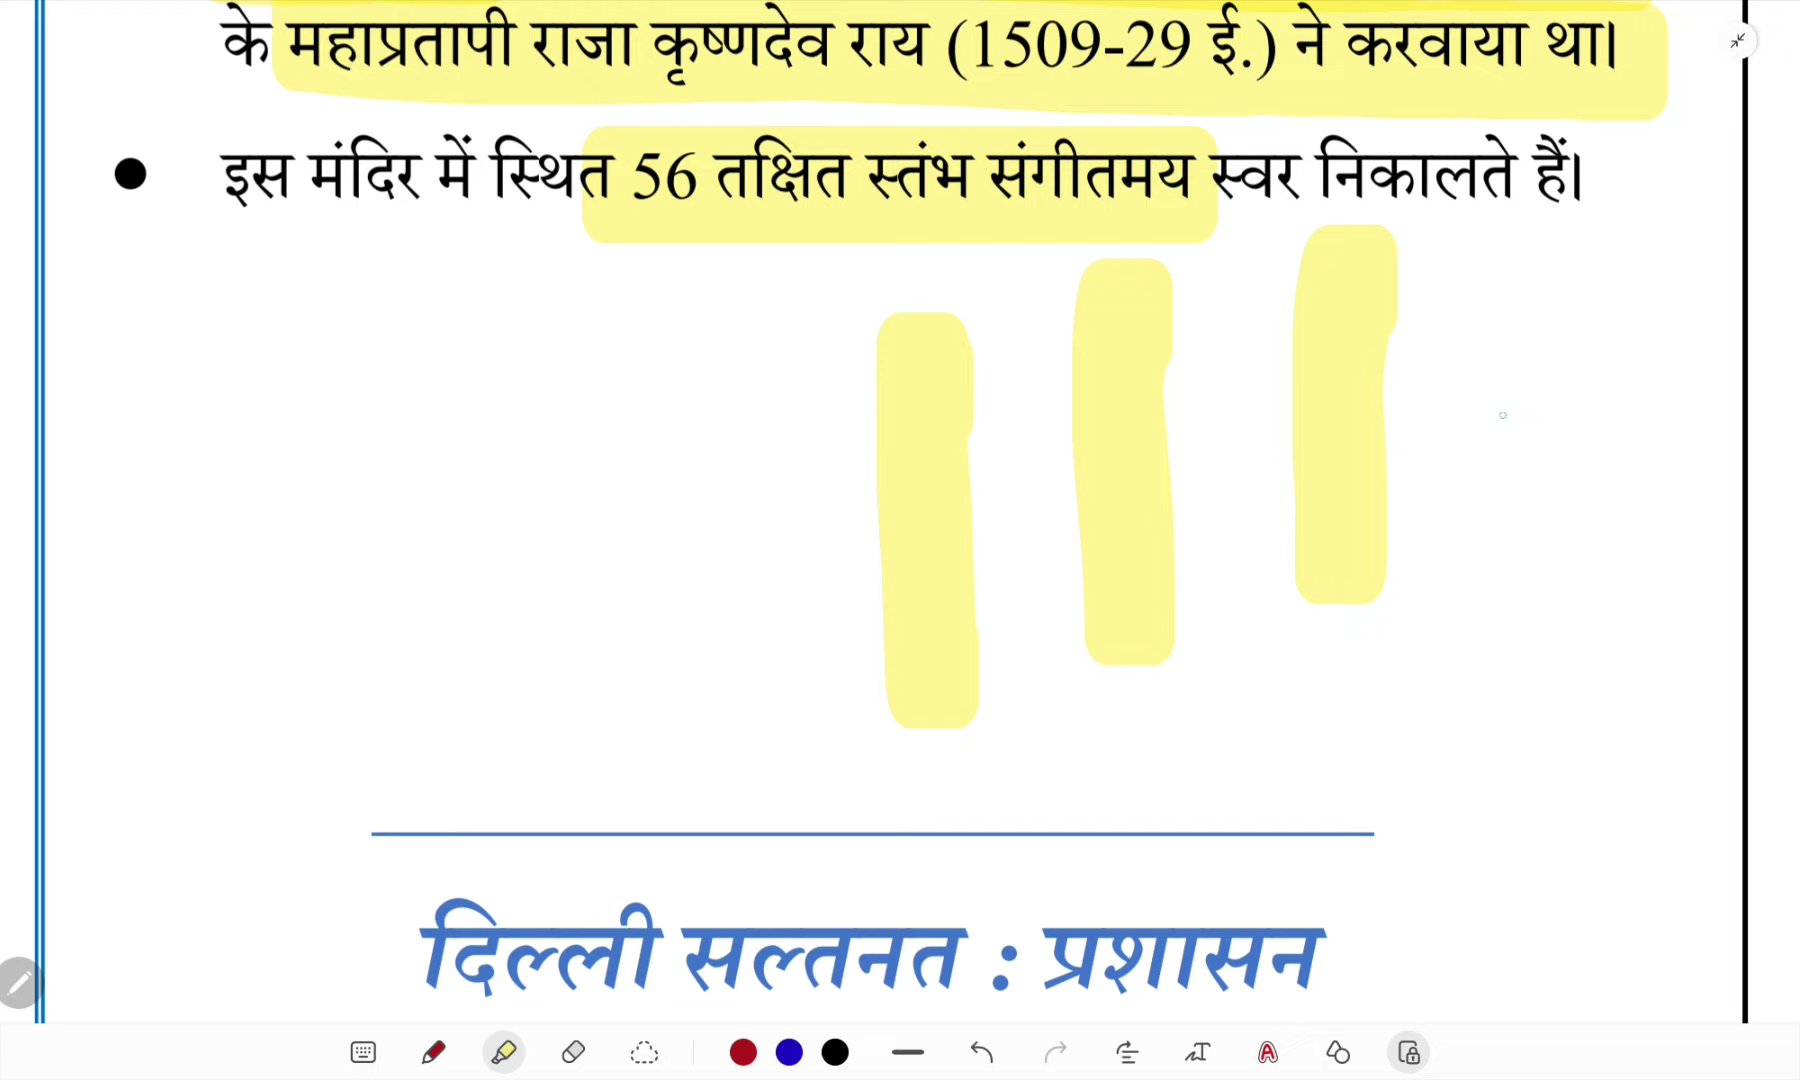 के महाप्रतापी राजा कृष्णदेव राय (1509-29 ई.) ने करवाया था।
● इस मंदिर में स्थित 56 तक्षित स्तंभ संगीतमय स्वर निकालते हैं।
दिल्ली सल्तनत : प्रशासन